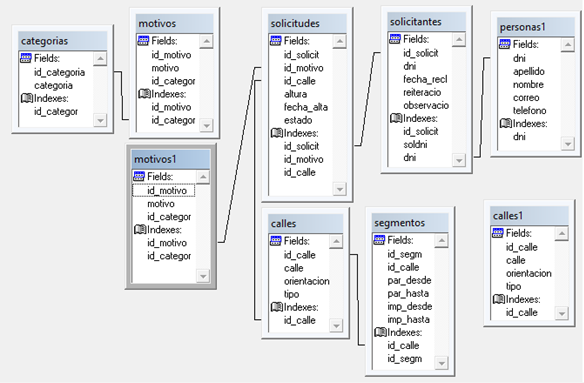 categorias
Fields:
id_categoria
categoria
Indexes:
id_categor
motivos
Fields:
id_motivo
motivo
id_categor
Indexes:
id_motivo
id_categor
solicitudes
Fields:
id_solicit
id_motivo
id_calle
altura
fecha_alta
estado
Indexes:
id_solicit
id_motivo
id_calle
solicitantes
Fields:
id_solicit
dni
fecha_recl
reiteracio
observacio
Indexes:
id_solicit
soldni
dni
personas1
Fields:
dni
apellido
nombre
correo
telefono
Indexes:
dni
motivos1
Fields:
id_motivo
motivo
id_categor
Indexes:
id_motivo
id_categor
calles
Fields:
id_calle
calle
orientacion
tipo
Indexes:
id_calle
segmentos
Fields:
id_segm
id_calle
par_desde
par_hasta
imp_desde
imp_hasta
Indexes:
id_calle
id_segm
calles1
Fields:
id_calle
calle
orientacion
tipo
Indexes:
id_calle